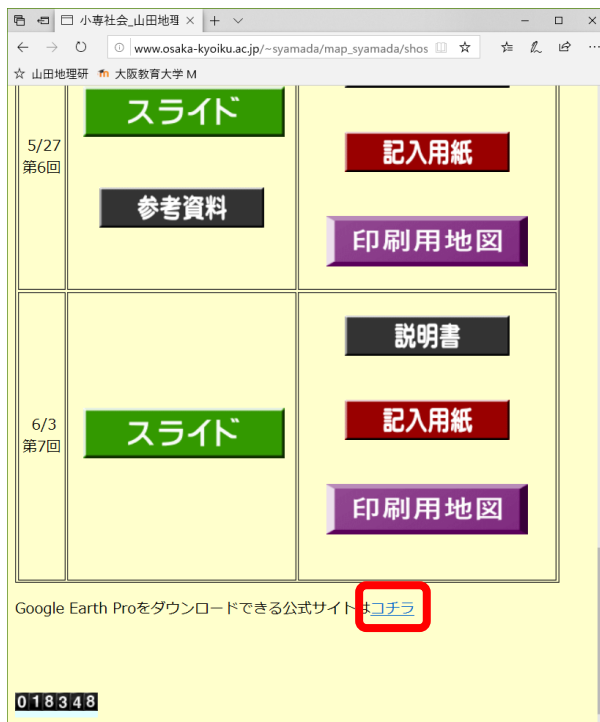 小専社会_山田地理
www.osaka-kyoiku.ac.jp/~syamada/map_syamada/shos
山田地理研 大阪教育大学 M
5/27
第6回
スライド
参考資料
記入用紙
印刷用地図
6/3
第7回
スライド
説明書
記入用紙
印刷用地図
Google Earth Proをダウンロードできる公式サイトはコチラ
018348